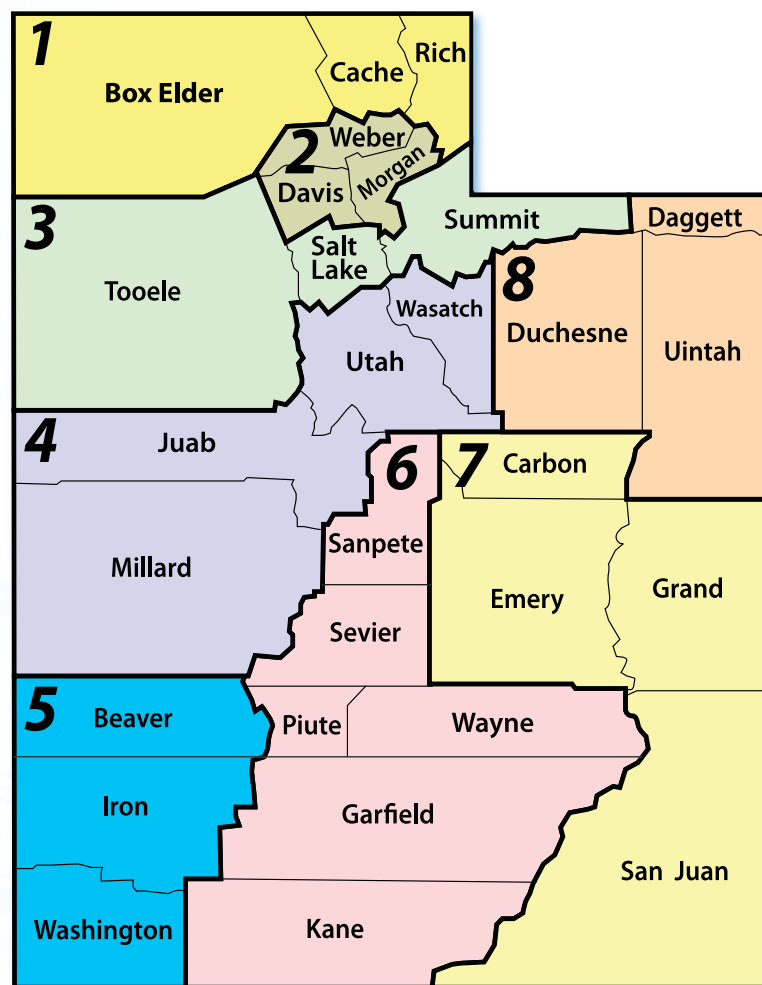 1
Box Elder
Cache
Rich
2
Weber
Morgan
Davis
3
Tooele
Salt
Lake
Summit
Daggett
8
Duchesne
Uintah
Wasatch
Utah
4
Juab
Millard
6
Sanpete
Sevier
7
Carbon
Emery
Grand
5
Beaver
Iron
Washington
Piute
Wayne
Garfield
Kane
San Juan